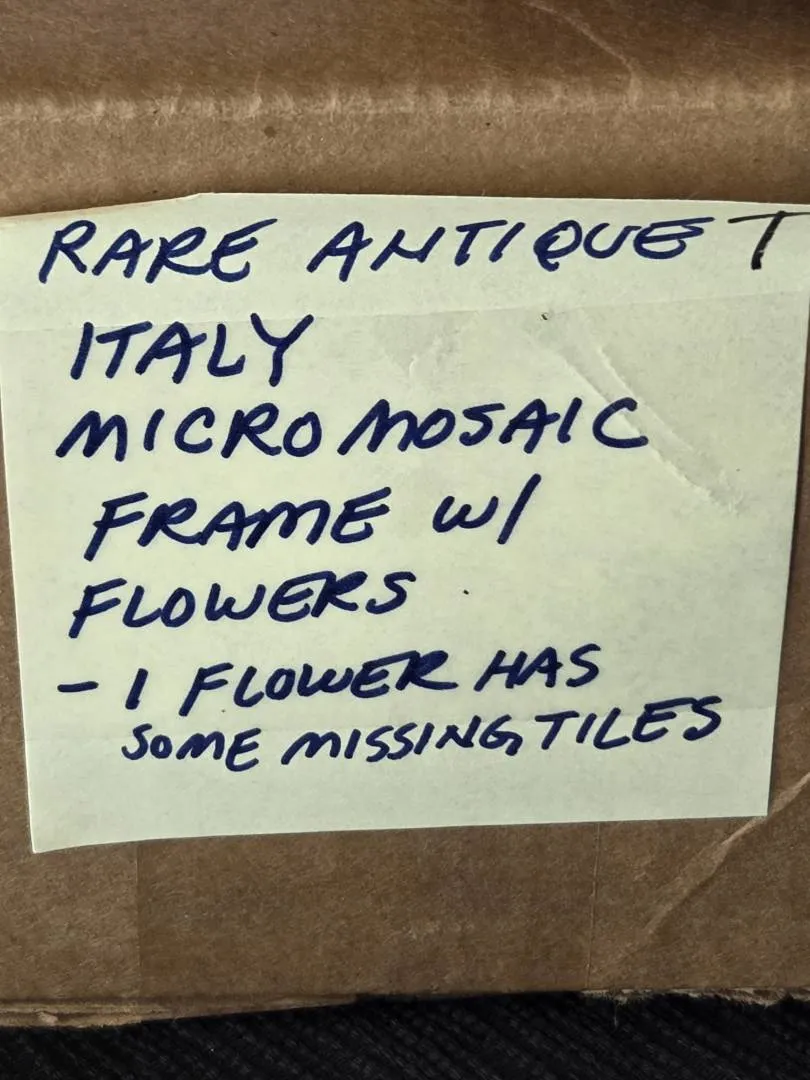 RARE ANTIQUE T
ITALY
MICRO MOSAIC
FRAME W/
FLOWERS
- 1 FLOWER HAS
SOME MISSING TILES